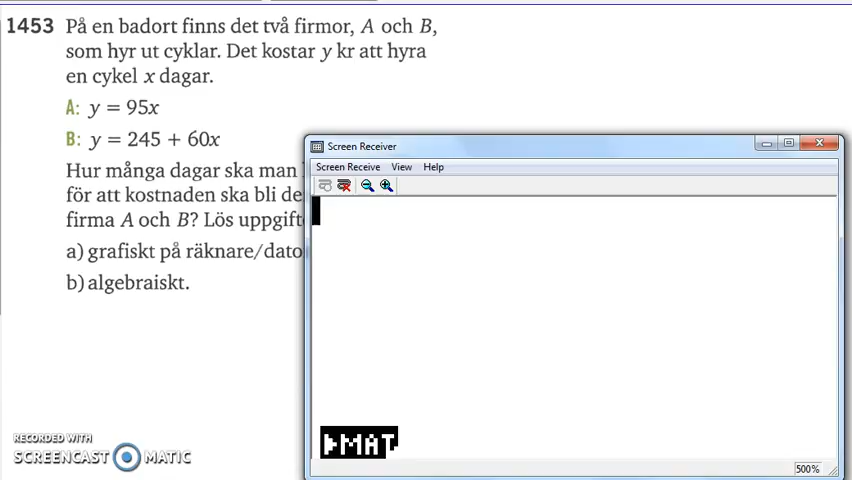 1453 På en badort finns det två firmor, A och B,
som hyr ut cyklar. Det kostar y kr att hyra
en cykel x dagar.
A: y = 95x
B: y = 245 + 60x
Hur många dagar ska man
för att kostnaden ska bli de
firma A och B? Lös uppgift
a) grafiskt på räknare/dato
b) algebraiskt.
Screen Receiver
Screen Receive View Help
►MAT
500%
RECORDED WITH
SCREENCAST MATIC